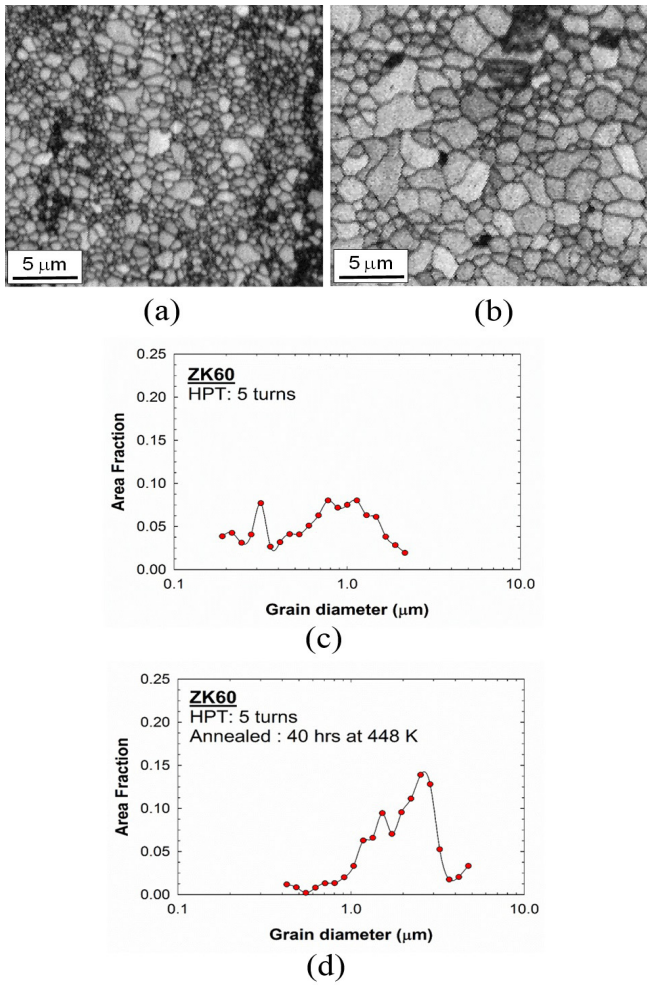 5 μm
5 μm
(a)
(b)
0.25
0.20
0.15
0.10
0.05
0.00
Area Fraction
ZK60
HPT: 5 turns
0.1
1.0
10.0
Grain diameter (μm)
(c)
0.25
0.20
0.15
0.10
0.05
0.00
Area Fraction
ZK60
HPT: 5 turns
Annealed : 40 hrs at 448 K
0.1
1.0
10.0
Grain diameter (μm)
(d)